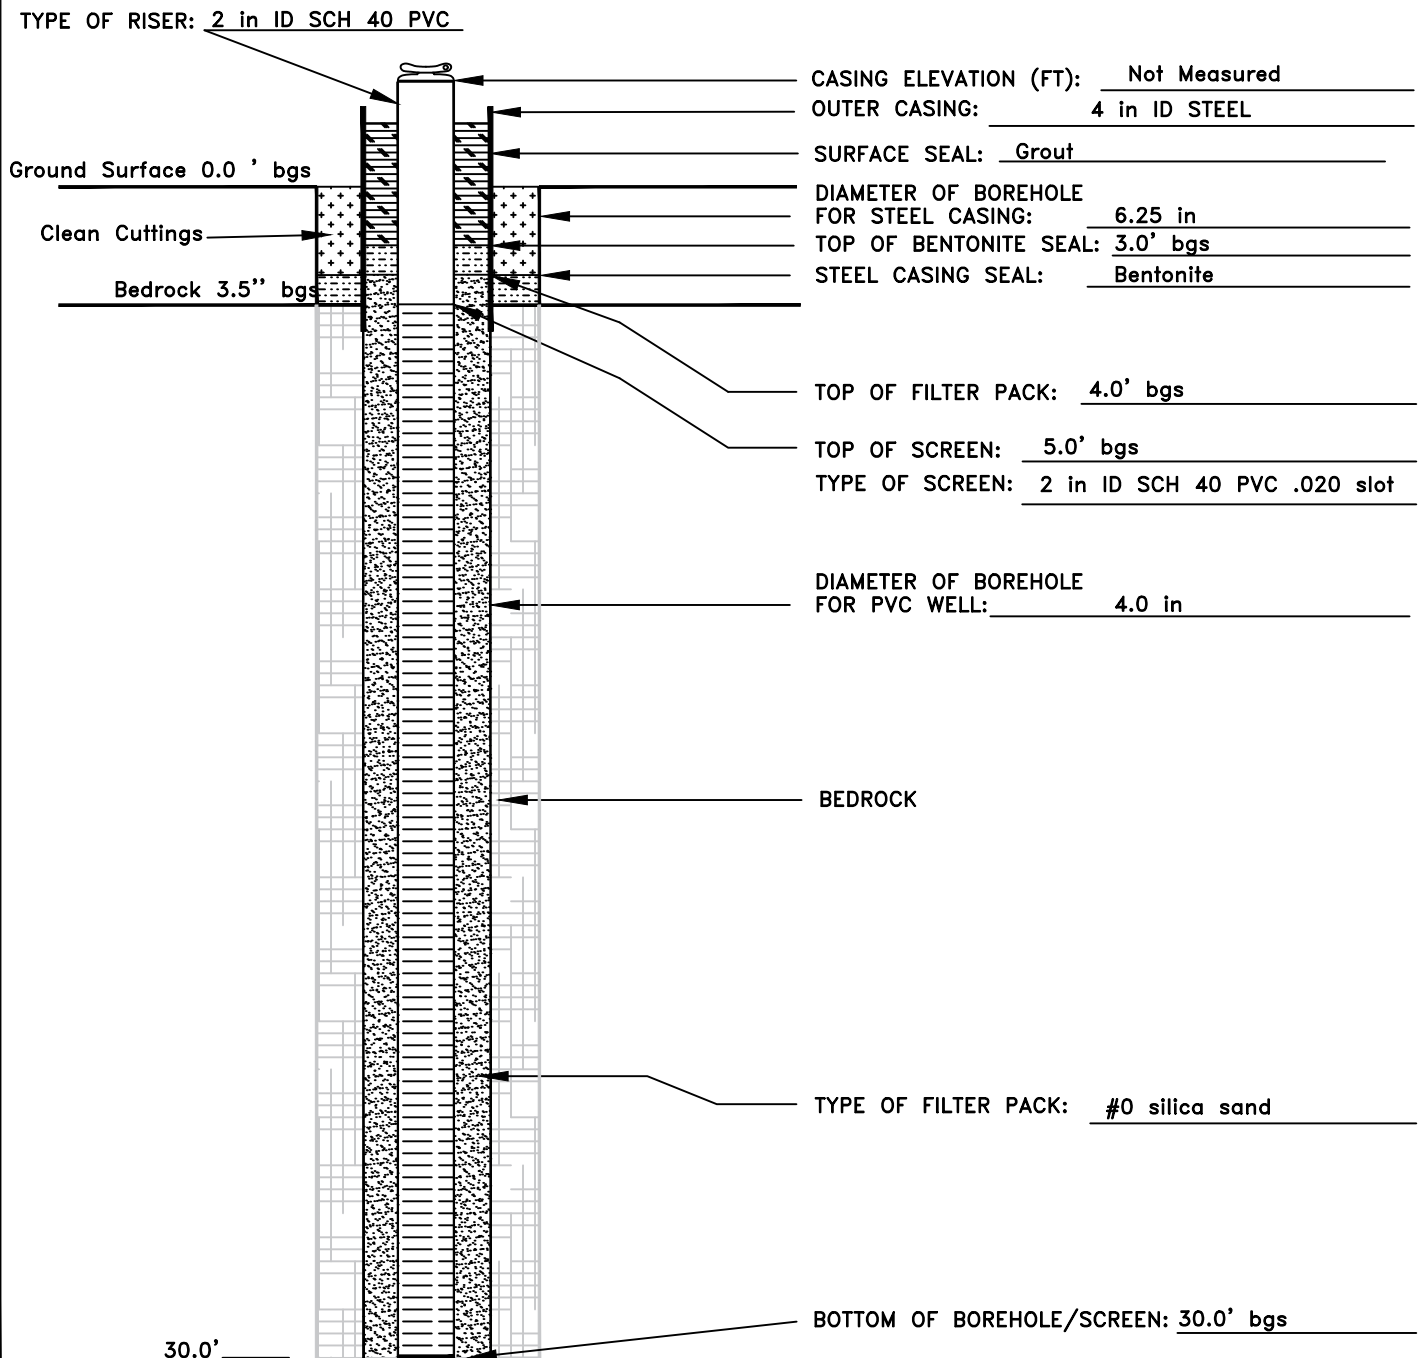 TYPE OF RISER: 2 in ID SCH 40 PVC
CASING ELEVATION (FT): Not Measured
OUTER CASING: 4 in ID STEEL
SURFACE SEAL: Grout
Ground Surface 0.0 ' bgs
DIAMETER OF BOREHOLE
FOR STEEL CASING: 6.25 in
Clean Cuttings
TOP OF BENTONITE SEAL: 3.0' bgs
STEEL CASING SEAL: Bentonite
Bedrock 3.5'' bgs
TOP OF FILTER PACK: 4.0' bgs
TOP OF SCREEN: 5.0' bgs
TYPE OF SCREEN: 2 in ID SCH 40 PVC .020 slot
DIAMETER OF BOREHOLE
FOR PVC WELL: 4.0 in
BEDROCK
TYPE OF FILTER PACK: #0 silica sand
BOTTOM OF BOREHOLE/SCREEN: 30.0' bgs
30.0'